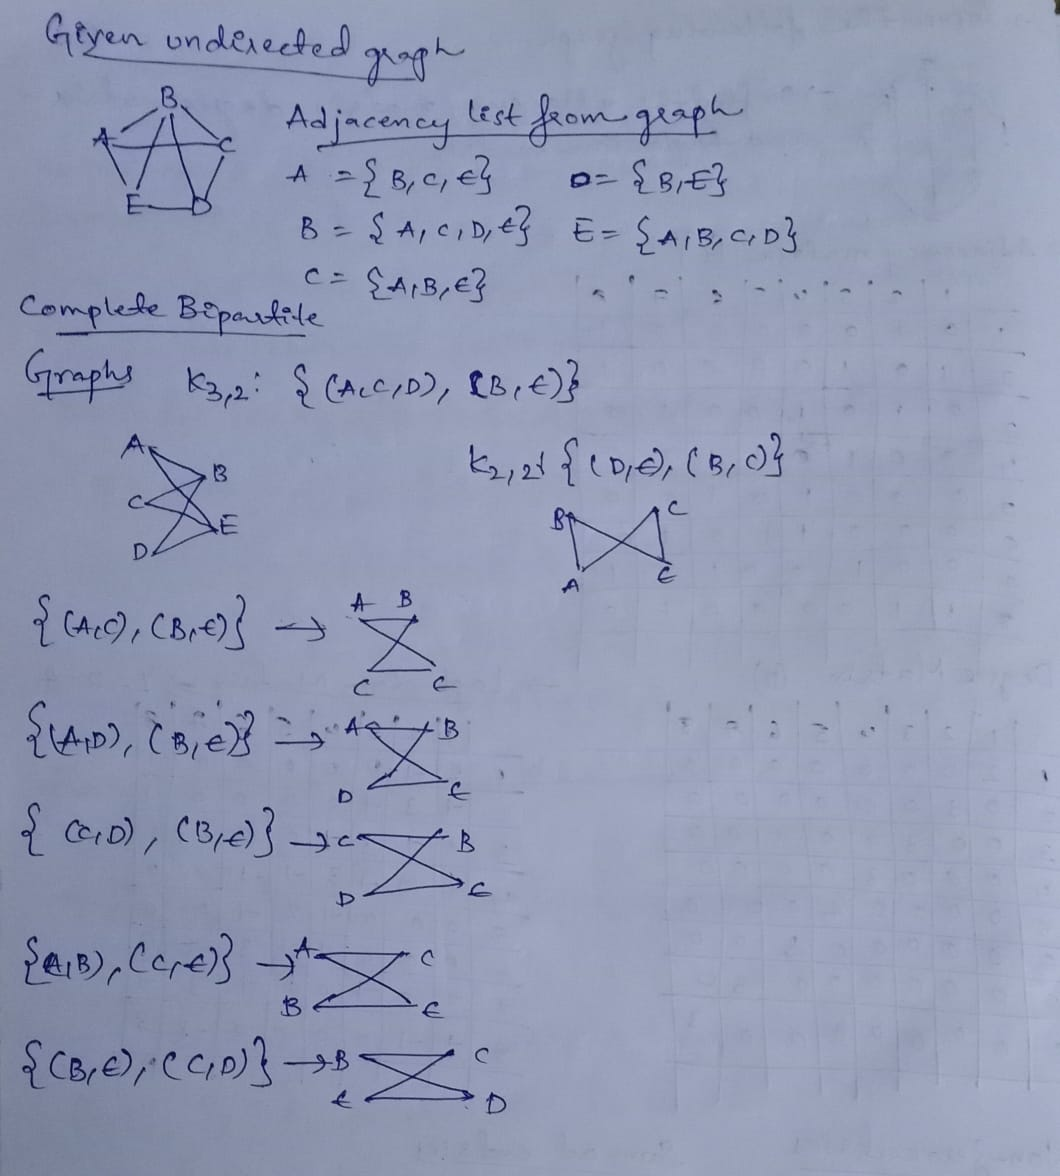 Given undirected graph
B
A C
E D
Adjacency list from graph
A = { B, C, E} D = { B, E}
B = { A, C, D, E} E = {A, B, C, D}
C = {A, B, E}
Complete Bipartite
Graphs K3,2: { (A,C,D), (B, E)}
A
B
C
E
D
K2,2: { (D,E), (B, C)}
B C
A E
{ (A,C), (B,E)} → A B
C E
{(A,D), (B,E)} → A B
D E
{ (C,D), (B,E)} → C B
D E
{(A,B), (C,E)} → A C
B E
{(B,E), (C,D)} → B C
E D